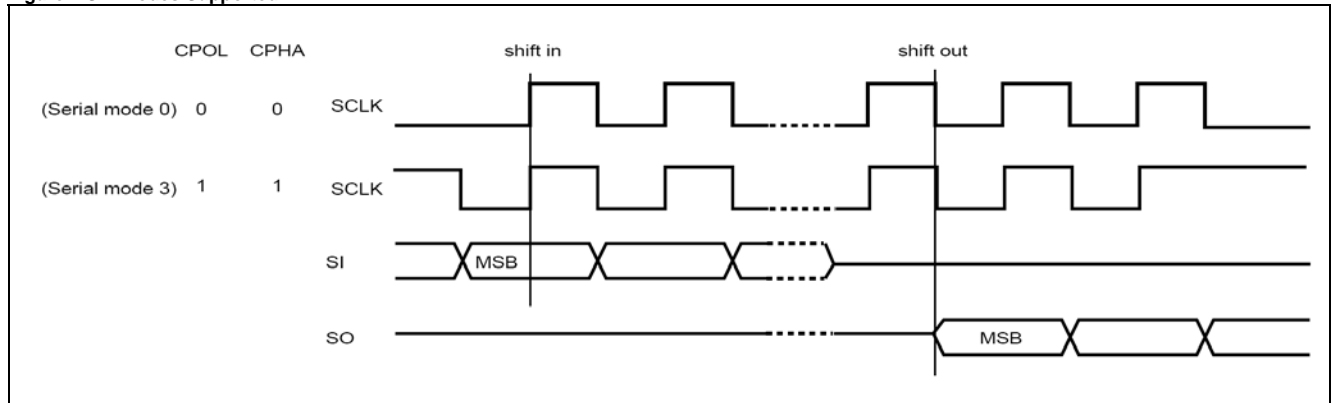 CPOL CPHA shift in shift out
(Serial mode 0) 0 0 SCLK
(Serial mode 3) 1 1 SCLK
SI MSB
SO MSB